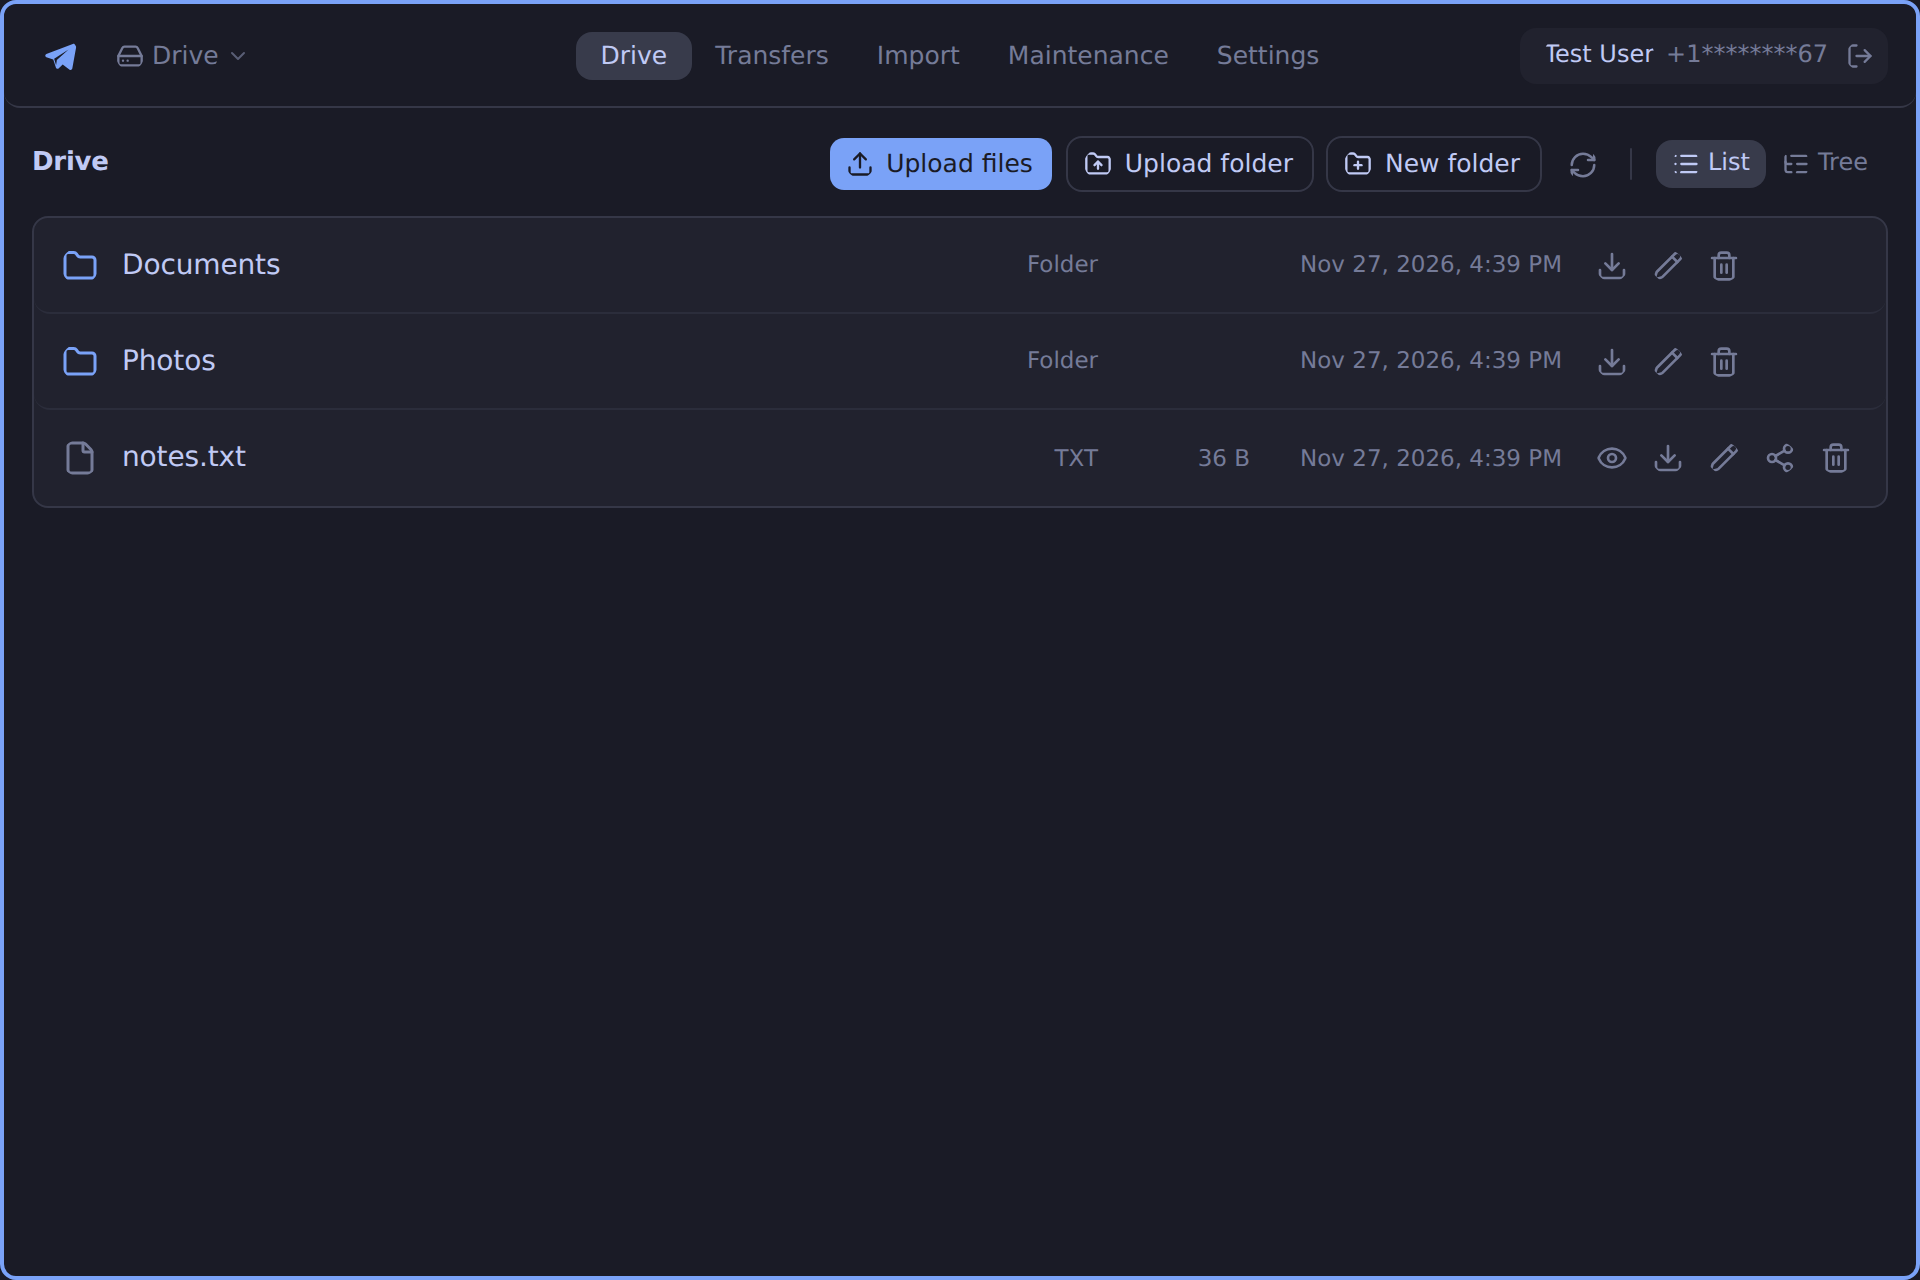 Drive Drive Transfers Import Maintenance Settings Test User +1********67
Drive Upload files Upload folder New folder List Tree
Documents Folder Nov 27, 2026, 4:39 PM
Photos Folder Nov 27, 2026, 4:39 PM
notes.txt TXT 36 B Nov 27, 2026, 4:39 PM